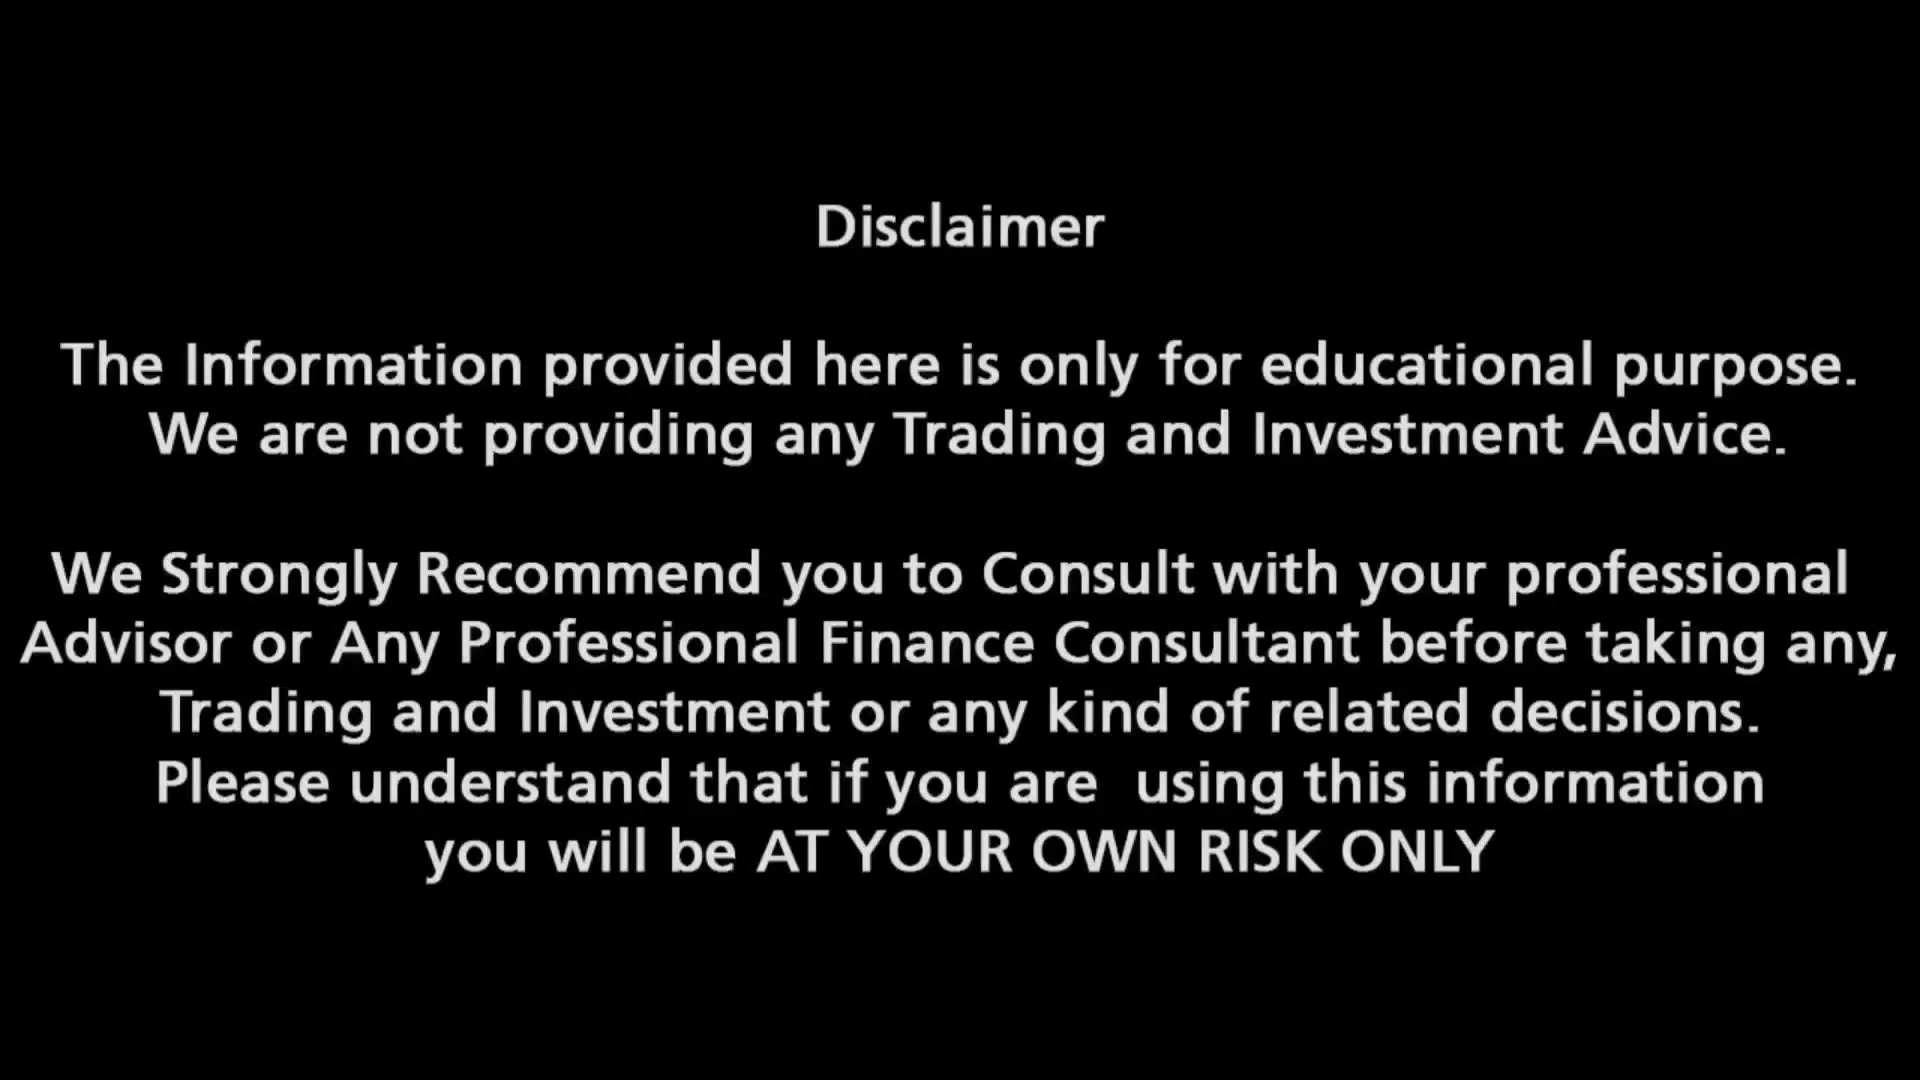 Disclaimer
The Information provided here is only for educational purpose.
We are not providing any Trading and Investment Advice.
We Strongly Recommend you to Consult with your professional
Advisor or Any Professional Finance Consultant before taking any,
Trading and Investment or any kind of related decisions.
Please understand that if you are  using this information
you will be AT YOUR OWN RISK ONLY